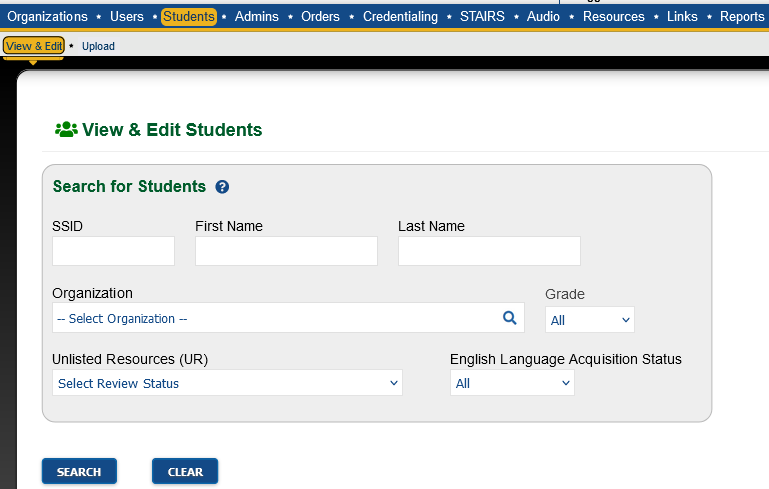 Organizations • Users • Students • Admins • Orders • Credentialing • STAIRS • Audio • Resources • Links • Reports
View & Edit • Upload
View & Edit Students
Search for Students ?
SSID First Name Last Name
Organization Grade
-- Select Organization -- All
Unlisted Resources (UR) English Language Acquisition Status
Select Review Status All
SEARCH CLEAR